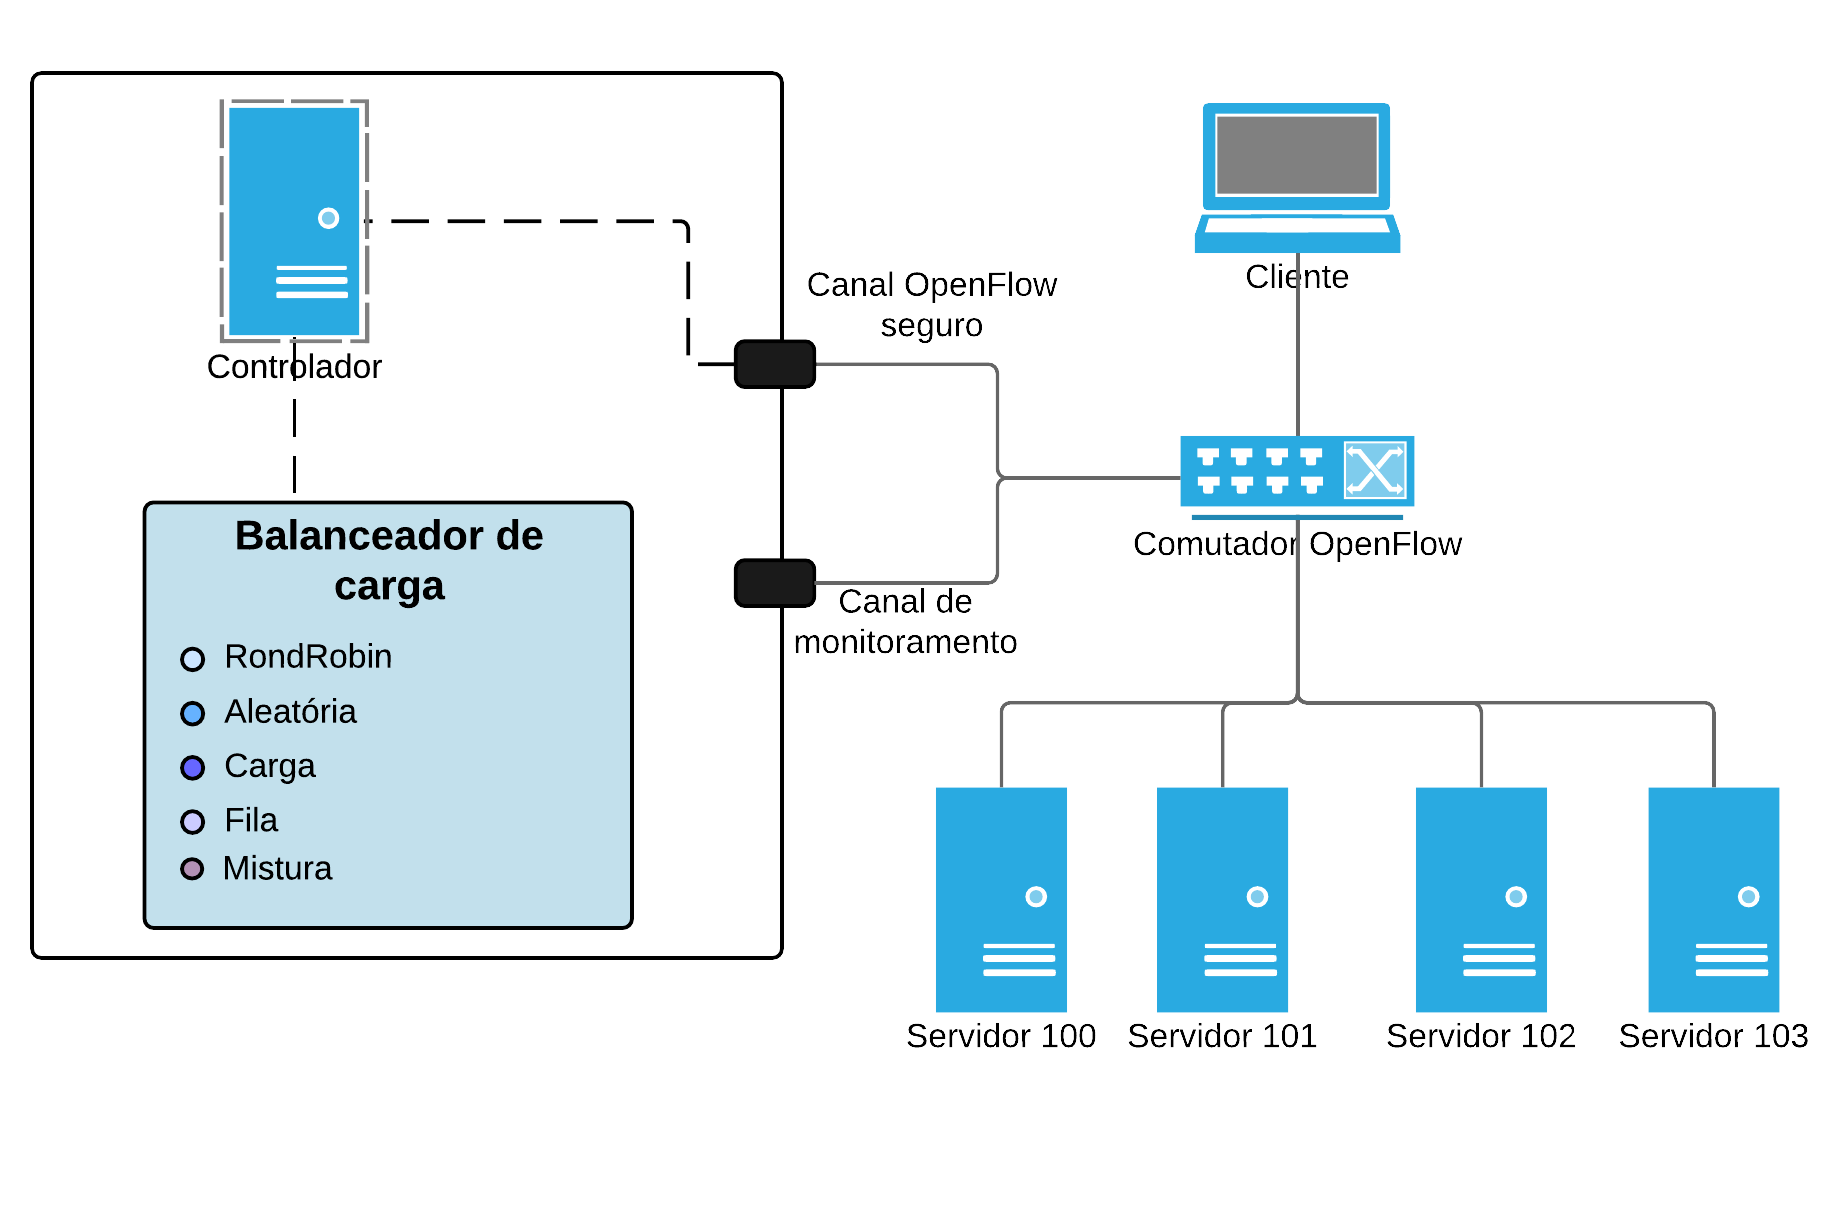 Controlador
Balanceador de
carga
RondRobin
Aleatória
Carga
Fila
Mistura
Canal OpenFlow
seguro
Canal de
monitoramento
Cliente
Comutador OpenFlow
Servidor 100
Servidor 101
Servidor 102
Servidor 103